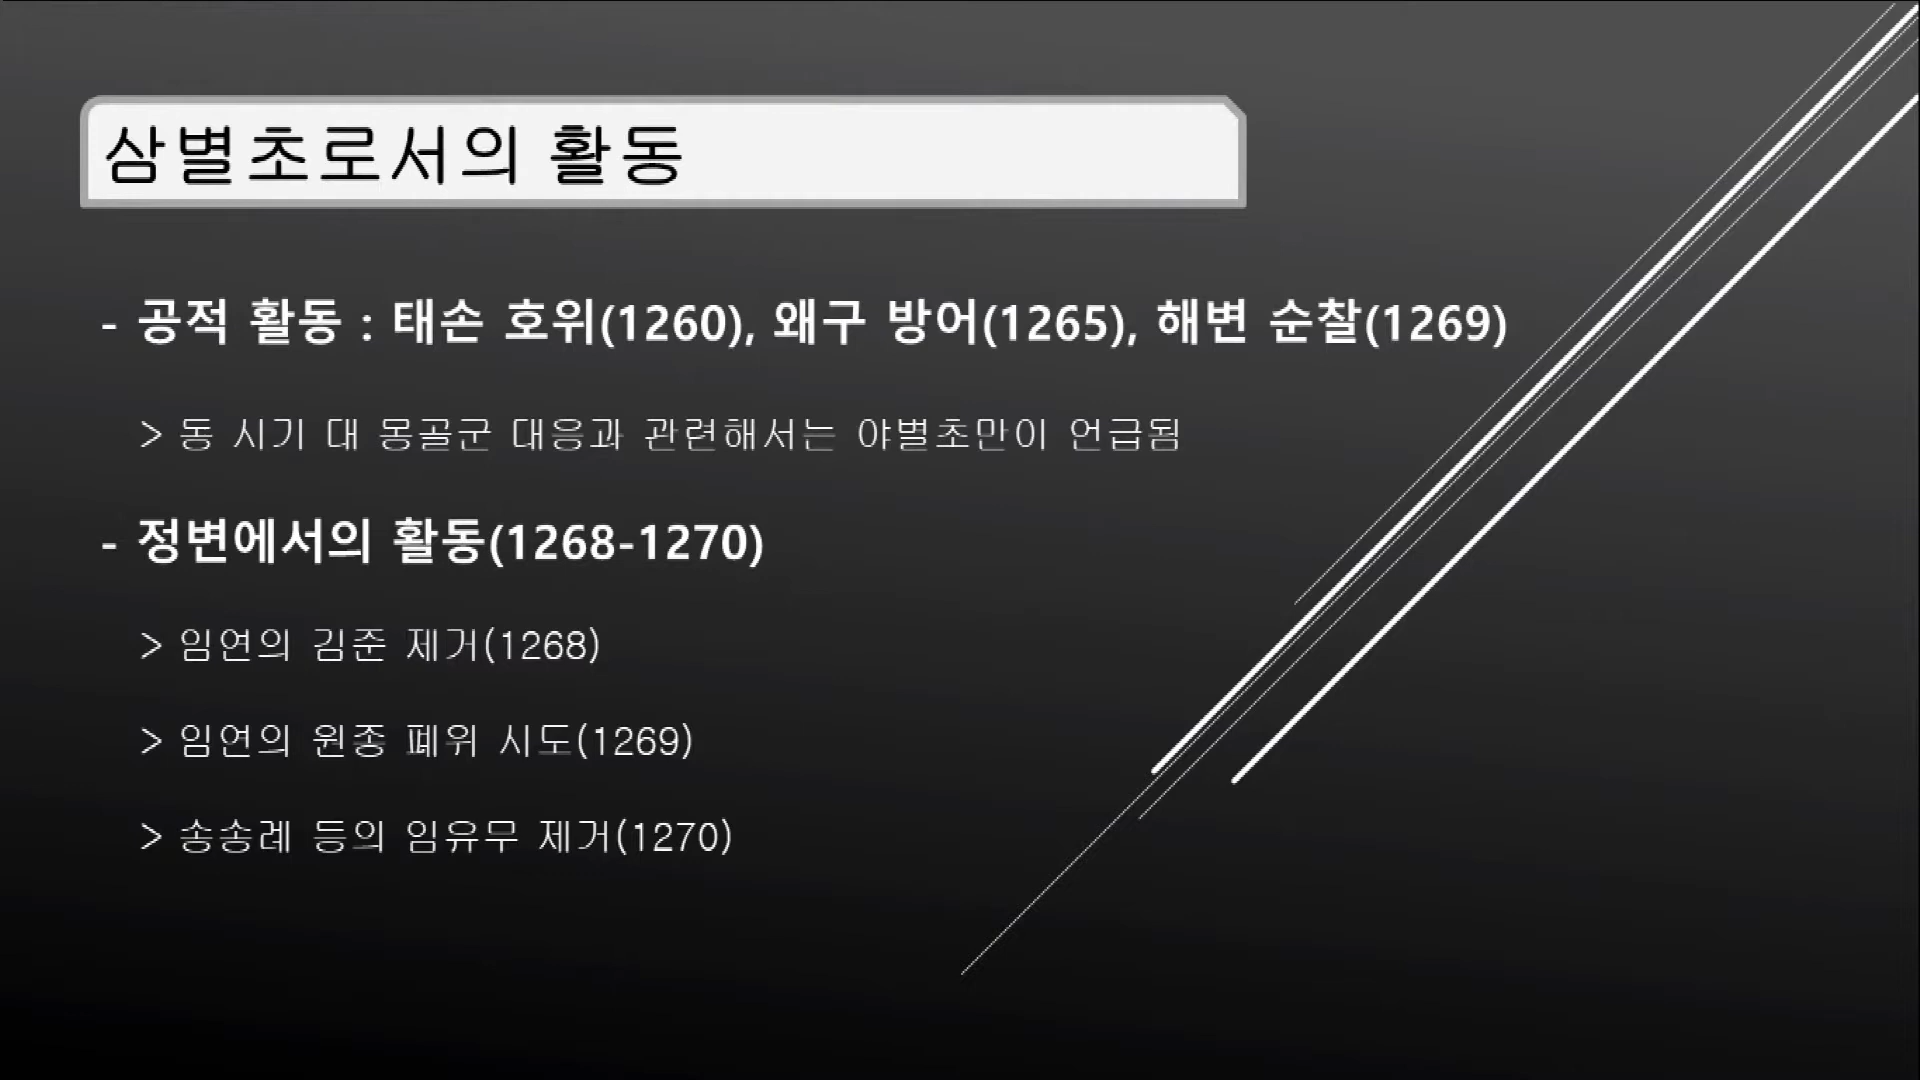 삼별초로서의 활동
- 공적 활동 : 태손 호위(1260), 왜구 방어(1265), 해변 순찰(1269)
> 동 시기 대 몽골군 대응과 관련해서는 야별초만이 언급됨
- 정변에서의 활동(1268-1270)
> 임연의 김준 제거(1268)
> 임연의 원종 폐위 시도(1269)
> 송송례 등의 임유무 제거(1270)